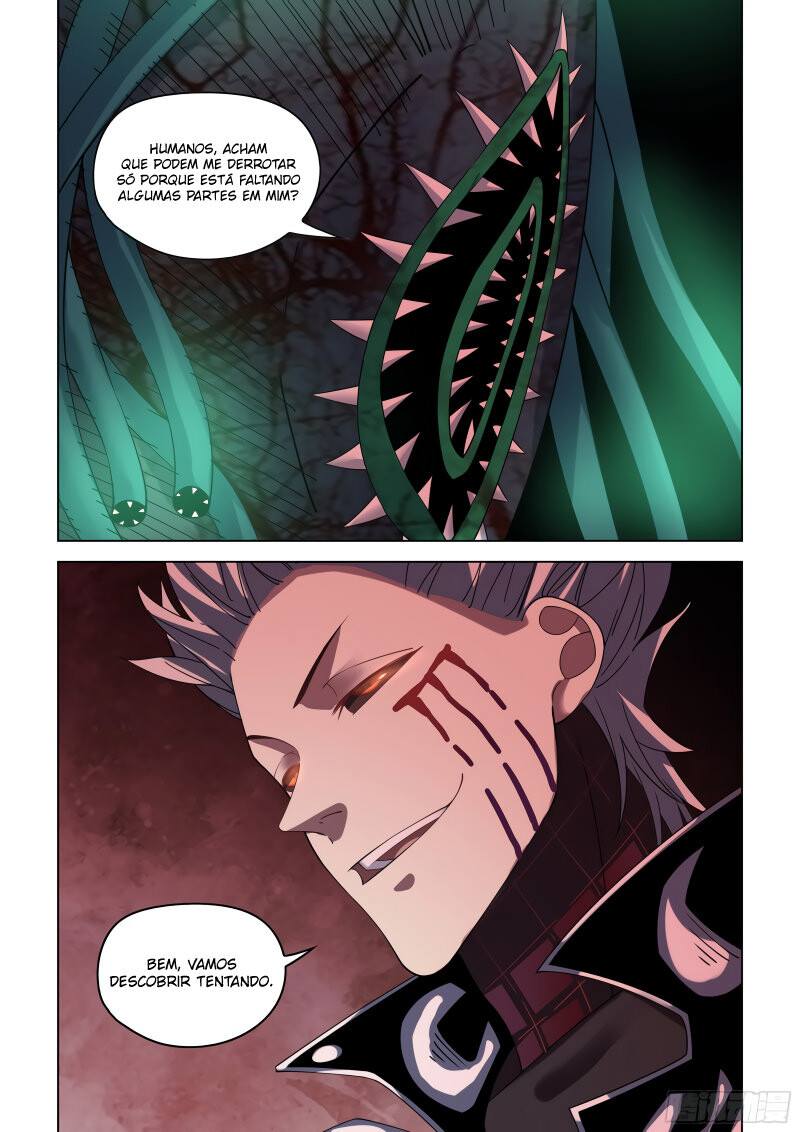 HUMANOS, ACHAM
QUE PODEM ME DERROTAR
SÓ PORQUE ESTÁ FALTANDO
ALGUMAS PARTES EM MIM?
BEM, VAMOS
DESCOBRIR TENTANDO.